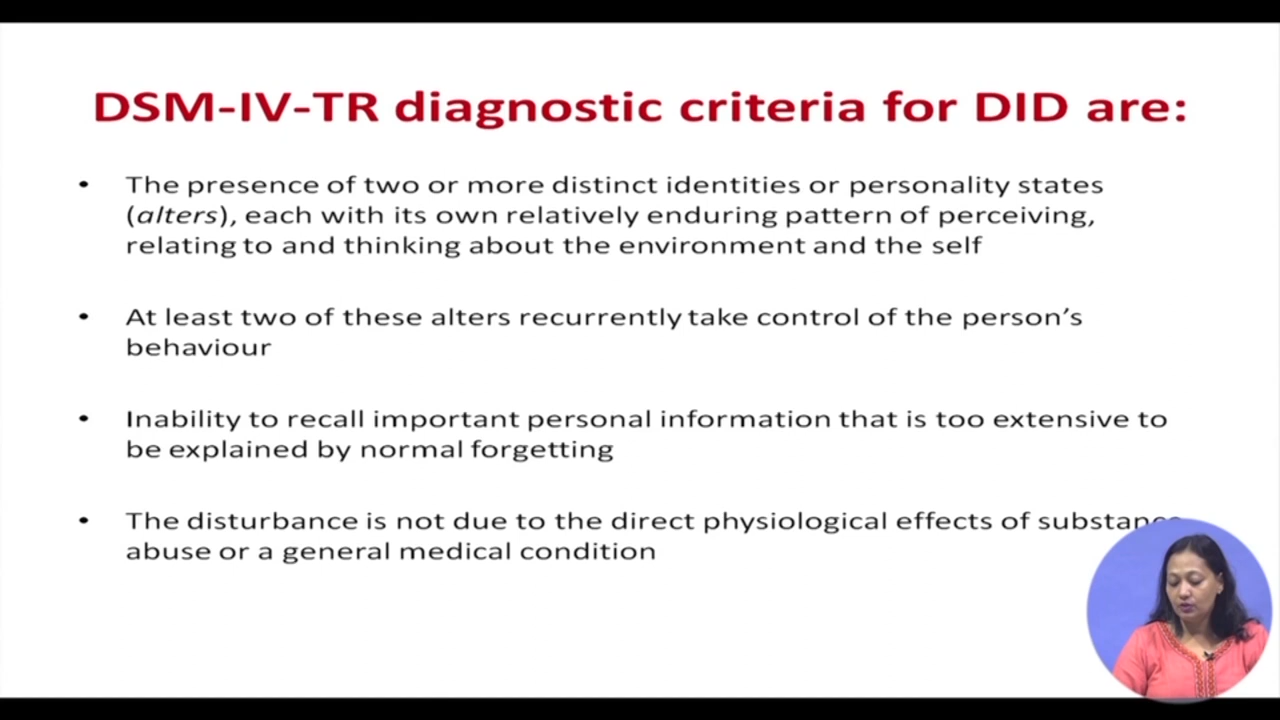 DSM-IV-TR diagnostic criteria for DID are:
• The presence of two or more distinct identities or personality states
(alters), each with its own relatively enduring pattern of perceiving,
relating to and thinking about the environment and the self
• At least two of these alters recurrently take control of the person’s
behaviour
• Inability to recall important personal information that is too extensive to
be explained by normal forgetting
• The disturbance is not due to the direct physiological effects of substance
abuse or a general medical condition